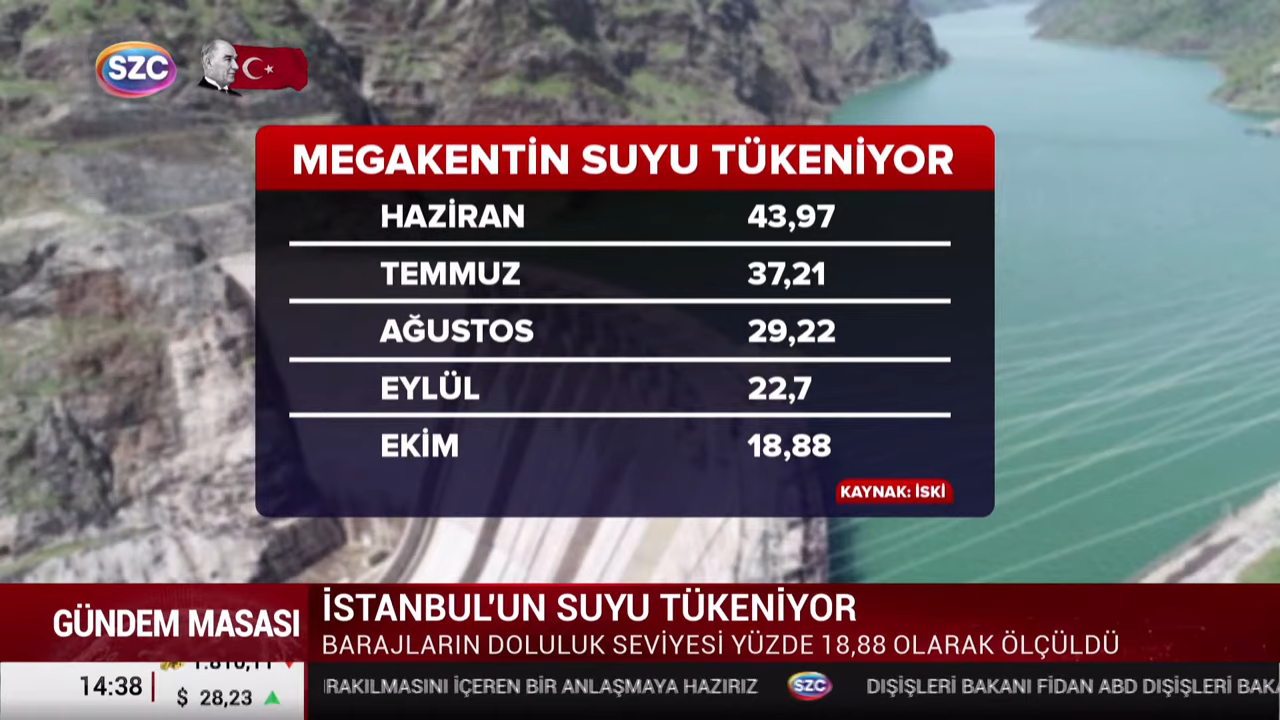 SZC
MEGAKENTİN SUYU TÜKENİYOR
HAZİRAN 43,97
TEMMUZ 37,21
AĞUSTOS 29,22
EYLÜL 22,7
EKİM 18,88
KAYNAK: İSKİ
GÜNDEM MASASI
İSTANBUL'UN SUYU TÜKENİYOR
BARAJLARIN DOLULUK SEVİYESİ YÜZDE 18,88 OLARAK ÖLÇÜLDÜ
14:38
$ 28,23
RAKILMASINI İÇEREN BİR ANLAŞMAYA HAZIRIZ SZC DIŞİŞLERİ BAKANI FİDAN ABD DIŞİŞLERİ BAKA